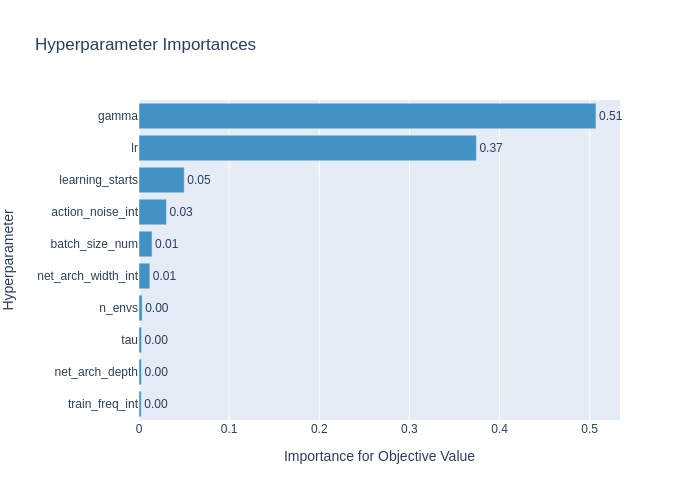 Hyperparameter Importances
Hyperparameter
gamma 0.51
lr 0.37
learning_starts 0.05
action_noise_int 0.03
batch_size_num 0.01
net_arch_width_int 0.01
n_envs 0.00
tau 0.00
net_arch_depth 0.00
train_freq_int 0.00
0 0.1 0.2 0.3 0.4 0.5
Importance for Objective Value